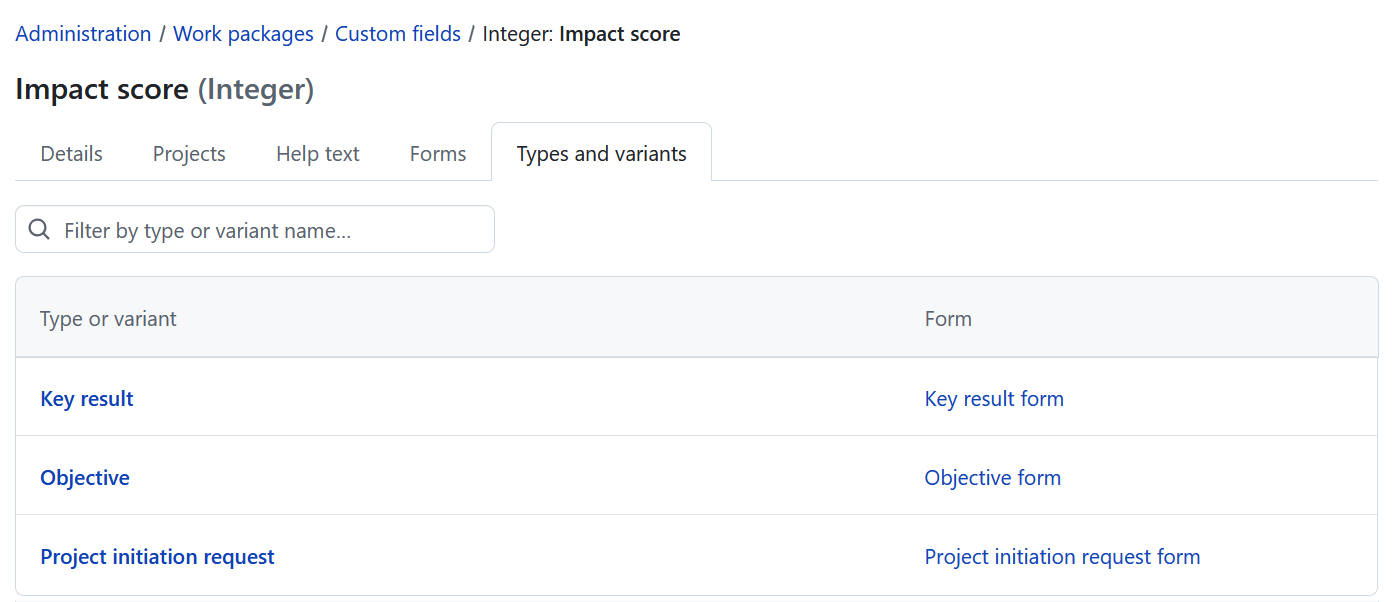 Administration / Work packages / Custom fields / Integer: Impact score
Impact score (Integer)
Details Projects Help text Forms Types and variants
Filter by type or variant name...
Type or variant Form
Key result Key result form
Objective Objective form
Project initiation request Project initiation request form